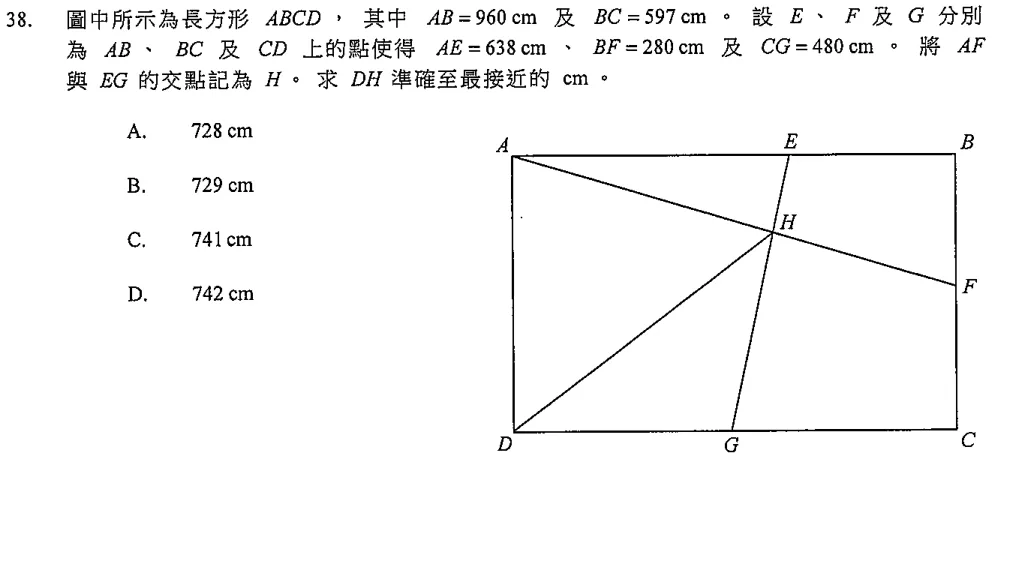 38. 圖中所示為長方形 ABCD，其中 AB = 960 cm 及 BC = 597 cm。設 E、F 及 G 分別
為 AB、BC 及 CD 上的點使得 AE = 638 cm、BF = 280 cm 及 CG = 480 cm。將 AF
與 EG 的交點記為 H。求 DH 準確至最接近的 cm。
A. 728 cm
B. 729 cm
C. 741 cm
D. 742 cm
A E B
H
F
D G C